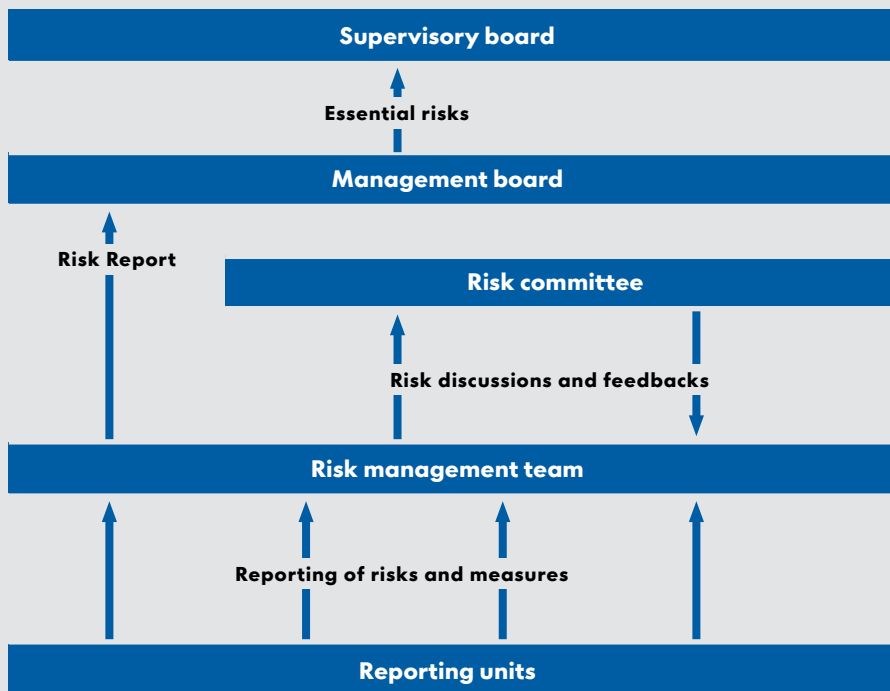 Supervisory board
Essential risks
Management board
Risk Report
Risk committee
Risk discussions and feedbacks
Risk management team
Reporting of risks and measures
Reporting units